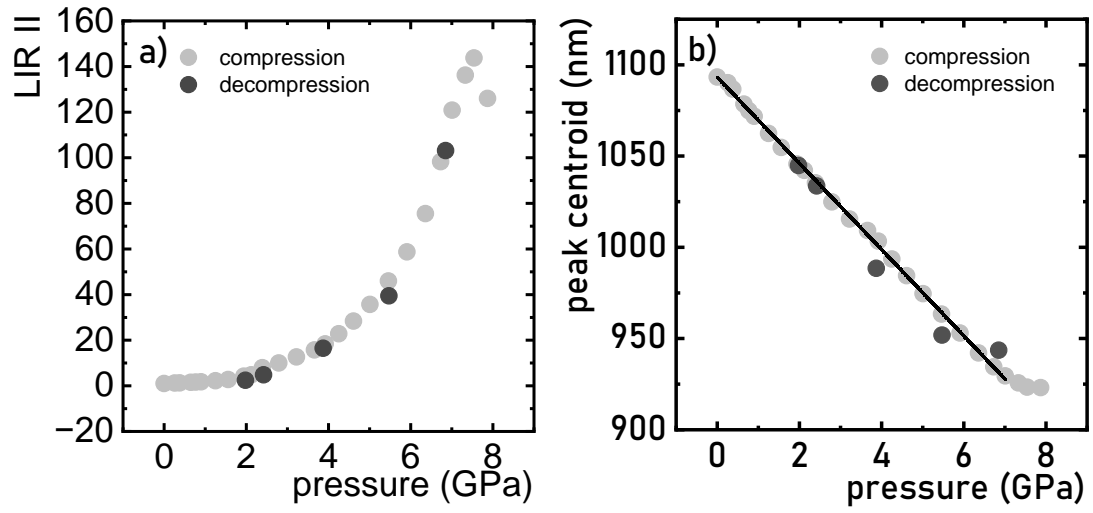 LIR II
160
140
120
100
80
60
40
20
0
−20
a)
compression
decompression
0 2 4 6 8
pressure (GPa)
peak centroid (nm)
1100
1050
1000
950
900
b)
compression
decompression
0 2 4 6 8
pressure (GPa)